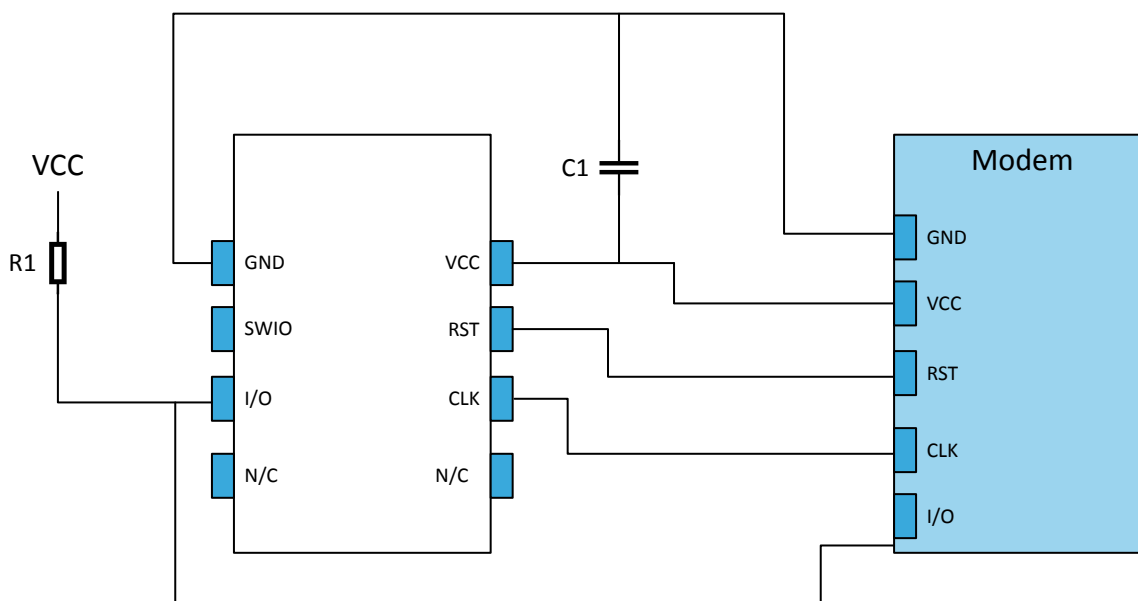 VCC
R1
GND
SWIO
I/O
N/C
VCC
RST
CLK
N/C
C1
Modem
GND
VCC
RST
CLK
I/O